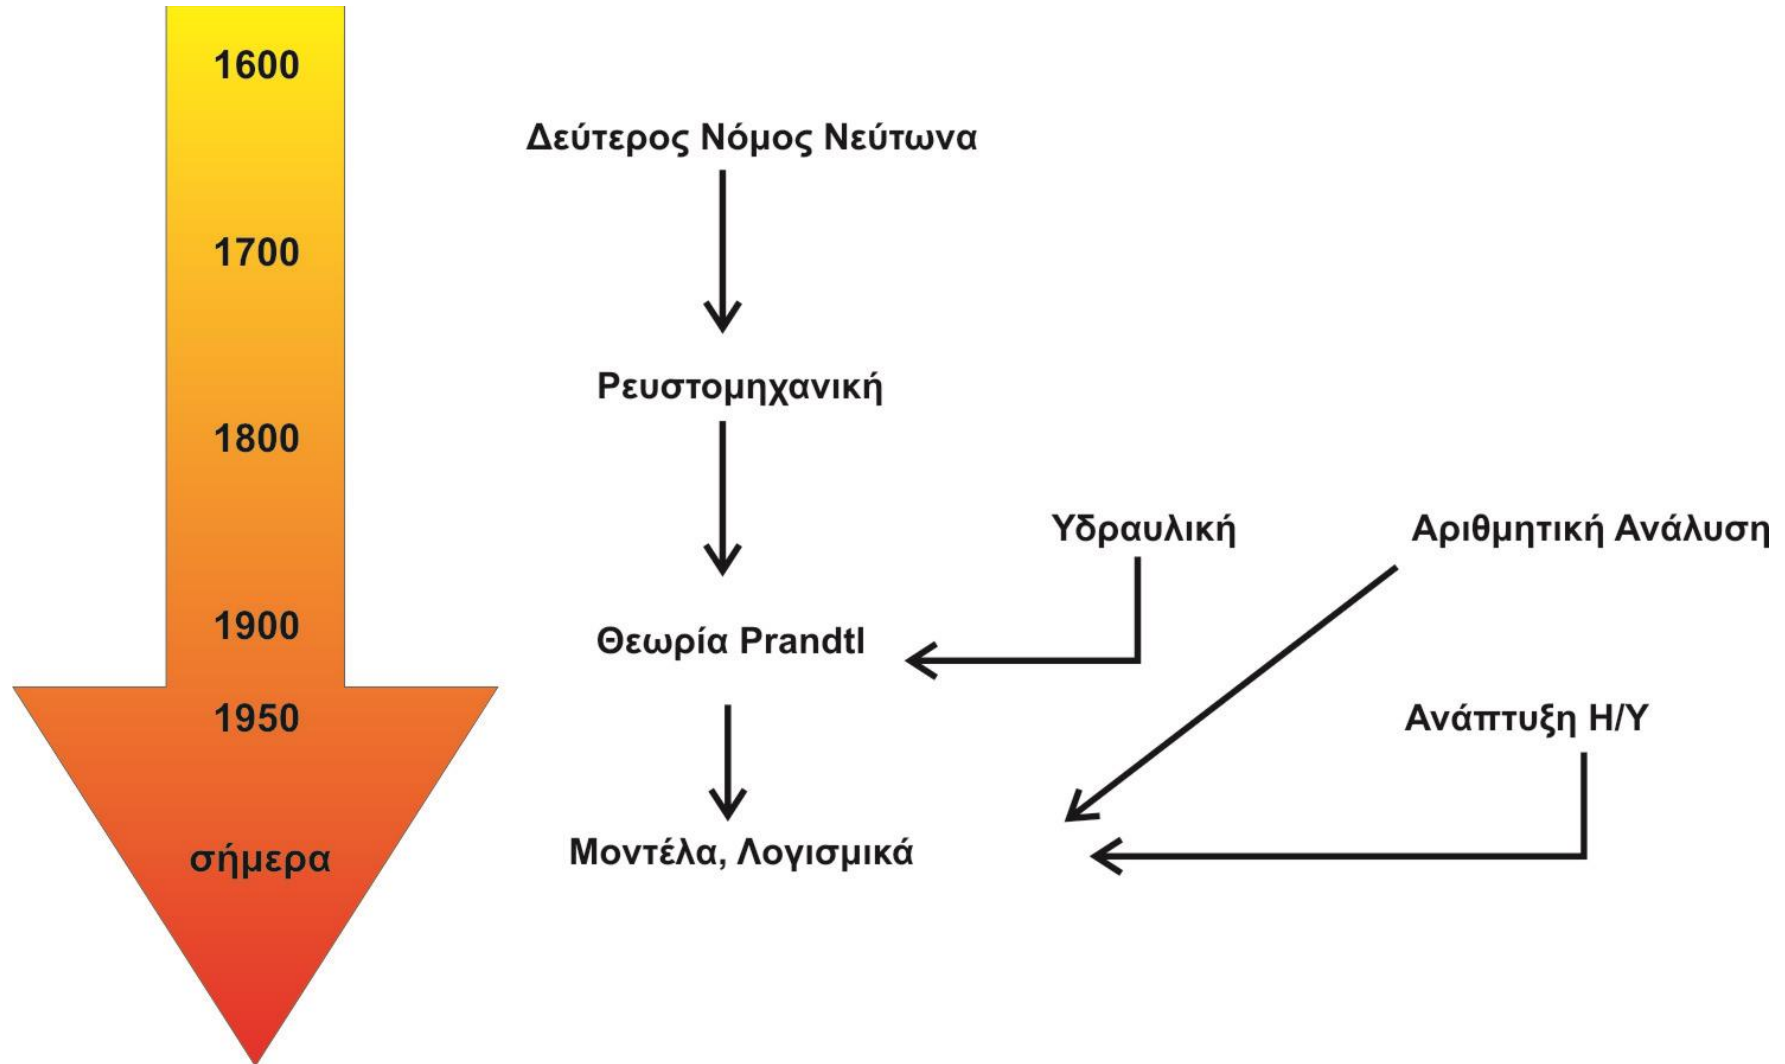 1600
Δεύτερος Νόμος Νεύτωνα
1700
Ρευστομηχανική
1800
Υδραυλική
Αριθμητική Ανάλυση
1900
Θεωρία Prandtl
1950
Ανάπτυξη Η/Υ
σήμερα
Μοντέλα, Λογισμικά